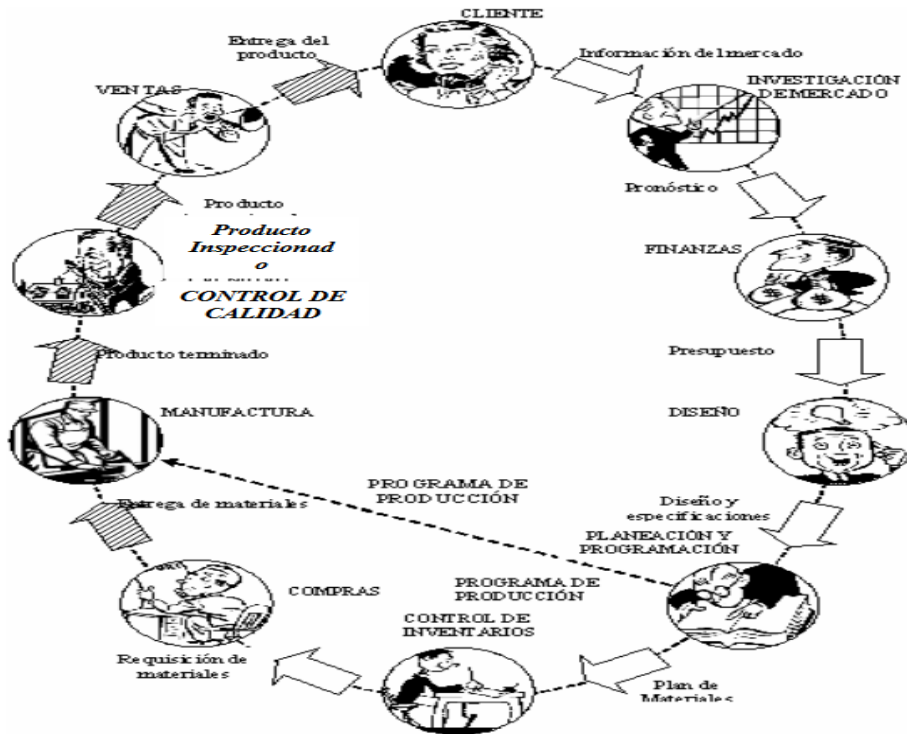 CLIENTE
Entrega del
producto
Información del mercado
VENTAS
INVESTIGACIÓN
DE MERCADO
Pronóstico
Producto
Producto
Inspeccionad
o
CONTROL DE
CALIDAD
FINANZAS
Producto terminado
Presupuesto
MANUFACTURA
DISEÑO
PROGRAMA DE
PRODUCCIÓN
Entrega de materiales
Diseño y
especificaciones
PLANEACIÓN Y
PROGRAMACIÓN
COMPRAS
PROGRAMA DE
PRODUCCIÓN
CONTROL DE
INVENTARIOS
Requisición de
materiales
Plan de
Materiales